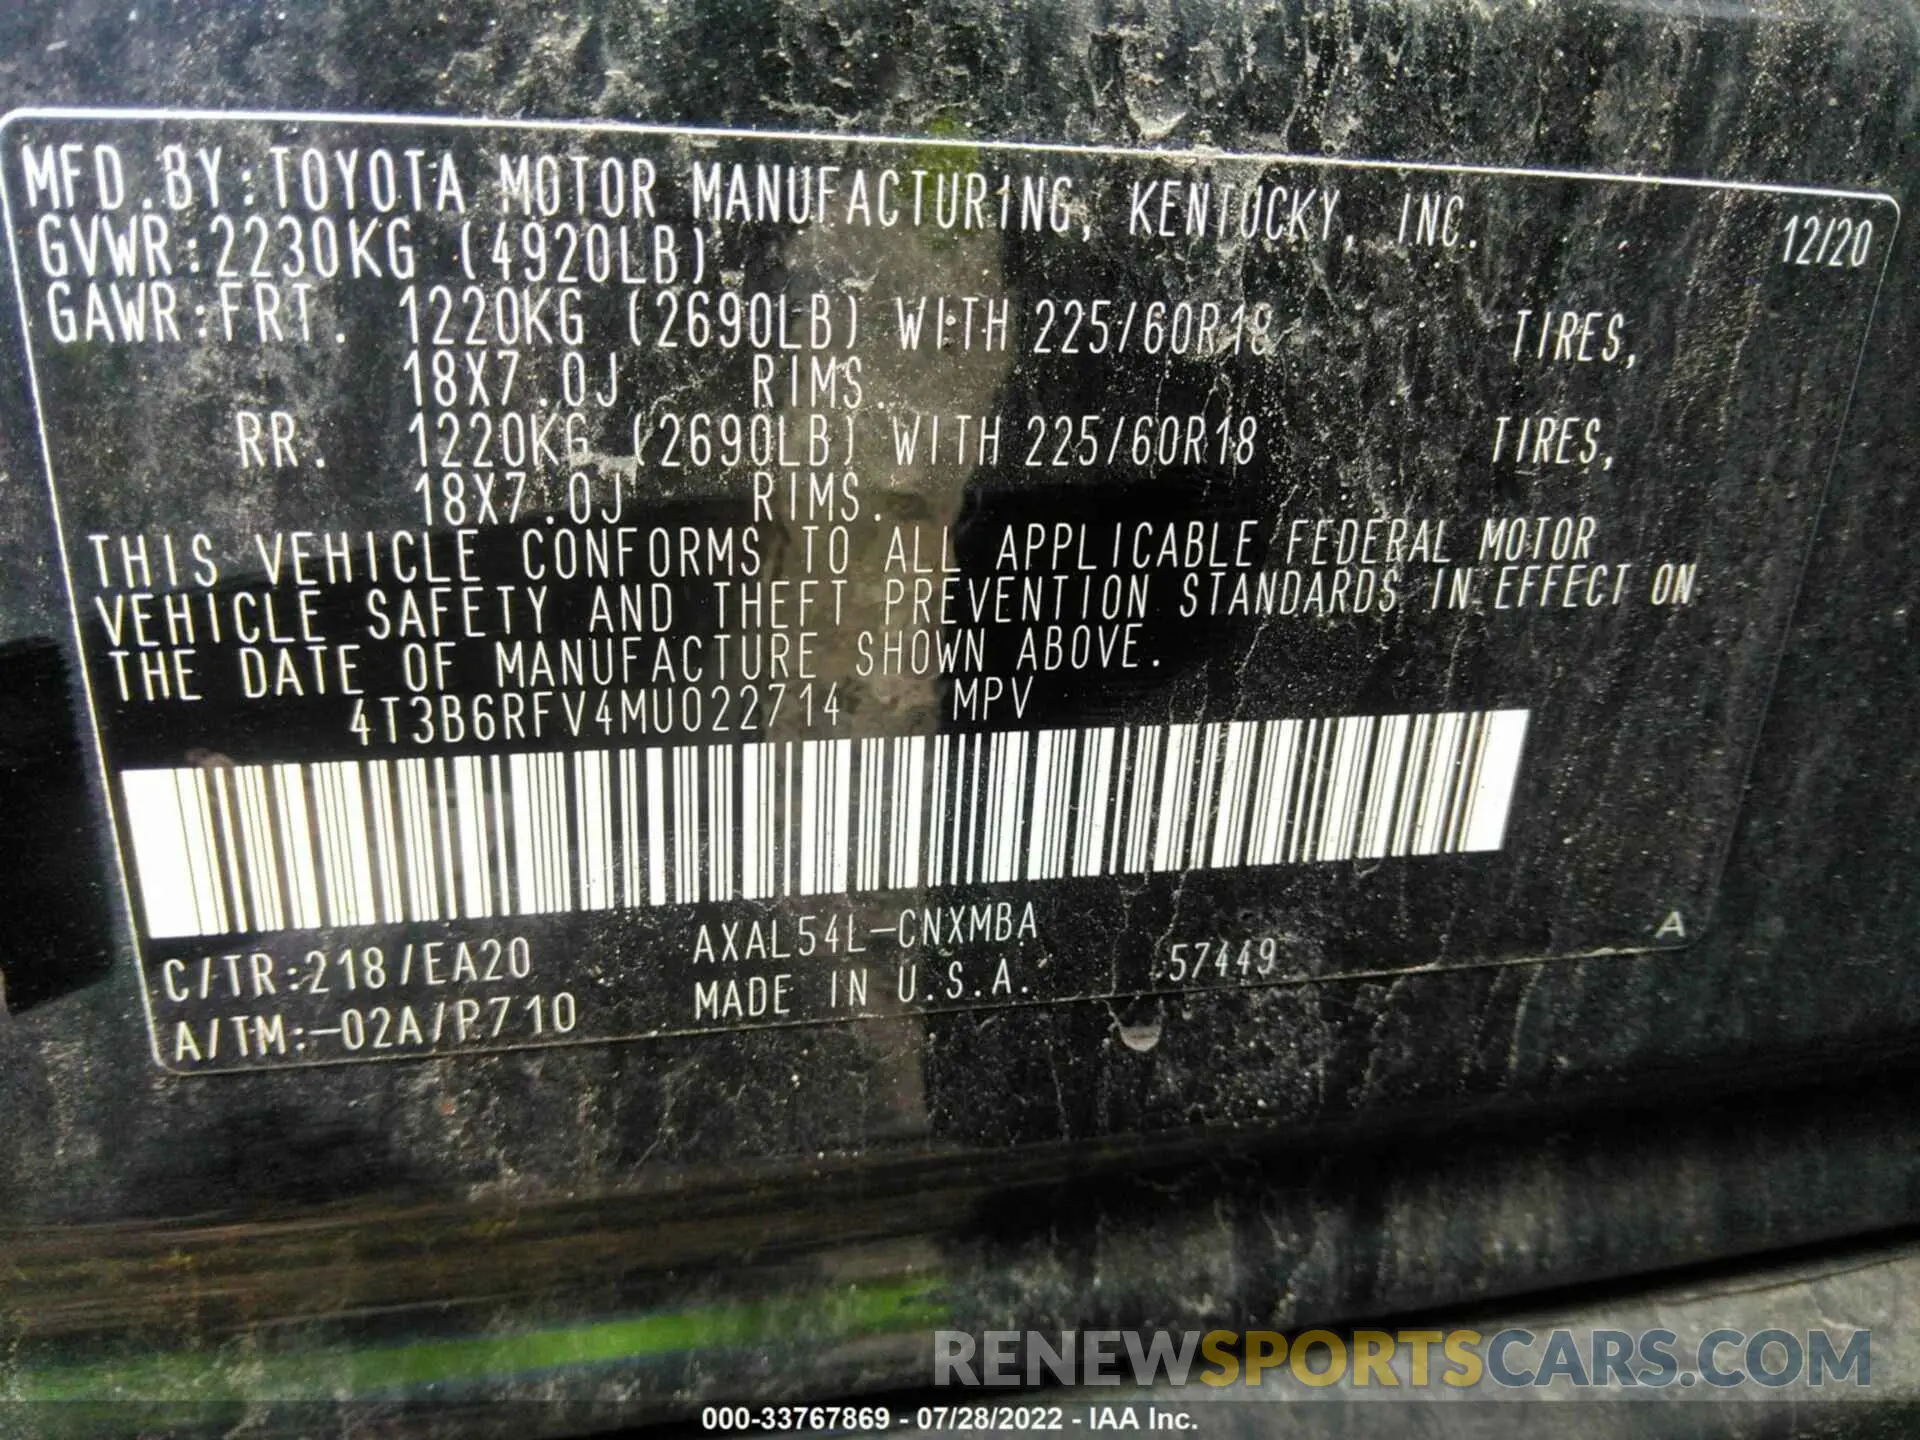 MFD.BY:TOYOTA MOTOR MANUFACTURING, KENTUCKY, INC. 12/20
GVWR:2230KG (4920LB)
GAWR:FRT. 1220KG (2690LB) WITH 225/60R18 TIRES,
18X7.0J RIMS.
RR. 1220KG (2690LB) WITH 225/60R18 TIRES,
18X7.0J RIMS.
THIS VEHICLE CONFORMS TO ALL APPLICABLE FEDERAL MOTOR
VEHICLE SAFETY AND THEFT PREVENTION STANDARDS IN EFFECT ON
THE DATE OF MANUFACTURE SHOWN ABOVE.
4T3B6RFV4MU022714 MPV
C/TR:218/EA20 AXAL54L-CNXMBA A
A/TM:-02A/P710 MADE IN U.S.A. 57449
RENEWSPORTSCARS.COM
000-33767869 - 07/28/2022 - IAA Inc.